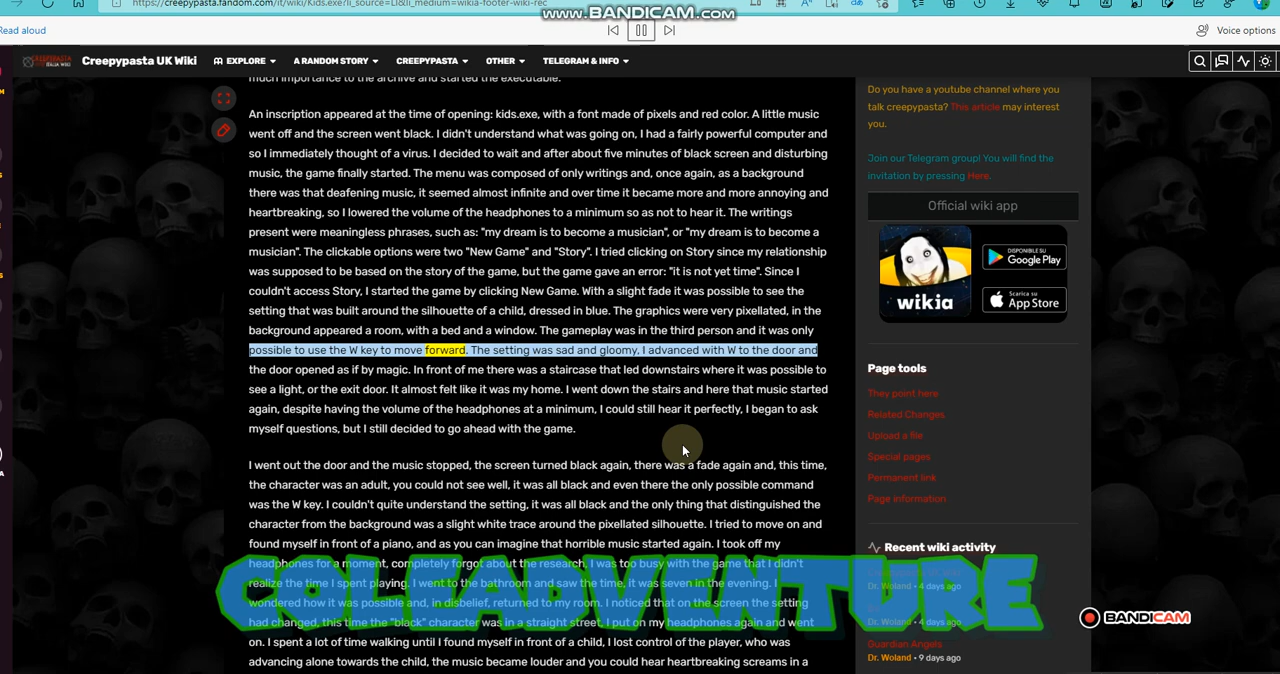 https://creepypasta.fandom.com/it/wiki/Kids.exe?li_source=LI&li_medium=wikia-footer-wiki-rec
www.BANDICAM.com
Read aloud
Voice options
CREEPYPASTA
ITALIA WIKI
Creepypasta UK Wiki
EXPLORE
A RANDOM STORY
CREEPYPASTA
OTHER
TELEGRAM & INFO
much importance to the archive and started the executable.
An inscription appeared at the time of opening: kids.exe, with a font made of pixels and red color. A little music
went off and the screen went black. I didn't understand what was going on, I had a fairly powerful computer and
so I immediately thought of a virus. I decided to wait and after about five minutes of black screen and disturbing
music, the game finally started. The menu was composed of only writings and, once again, as a background
there was that deafening music, it seemed almost infinite and over time it became more and more annoying and
heartbreaking, so I lowered the volume of the headphones to a minimum so as not to hear it. The writings
present were meaningless phrases, such as: "my dream is to become a musician", or "my dream is to become a
musician". The clickable options were two "New Game" and "Story". I tried clicking on Story since my relationship
was supposed to be based on the story of the game, but the game gave an error: "it is not yet time". Since I
couldn't access Story, I started the game by clicking New Game. With a slight fade it was possible to see the
setting that was built around the silhouette of a child, dressed in blue. The graphics were very pixellated, in the
background appeared a room, with a bed and a window. The gameplay was in the third person and it was only
possible to use the W key to move forward. The setting was sad and gloomy, I advanced with W to the door and
the door opened as if by magic. In front of me there was a staircase that led downstairs where it was possible to
see a light, or the exit door. It almost felt like it was my home. I went down the stairs and here that music started
again, despite having the volume of the headphones at a minimum, I could still hear it perfectly, I began to ask
myself questions, but I still decided to go ahead with the game.
I went out the door and the music stopped, the screen turned black again, there was a fade again and, this time,
the character was an adult, you could not see well, it was all black and even there the only possible command
was the W key. I couldn't quite understand the setting, it was all black and the only thing that distinguished the
character from the background was a slight white trace around the pixellated silhouette. I tried to move on and
found myself in front of a piano, and as you can imagine that horrible music started again. I took off my
headphones for a moment, completely forgot about the research, I was too busy with the game that I didn't
realize the time I spent playing. I went to the bathroom and saw the time, it was seven in the evening. I
wondered how it was possible and, in disbelief, returned to my room. I noticed that on the screen the setting
had changed, this time the "black" character was in a straight street, I put on my headphones again and went
on. I spent a lot of time walking until I found myself in front of a child, I lost control of the player, who was
advancing alone towards the child, the music became louder and you could hear heartbreaking screams in a
COLEADVENTURE
Do you have a youtube channel where you
talk creepypasta? This article may interest
you.
Join our Telegram group! You will find the
invitation by pressing Here.
Official wiki app
wikia
DISPONIBILE SU
Google Play
Scarica su
App Store
Page tools
They point here
Related Changes
Upload a file
Special pages
Permanent link
Page information
Recent wiki activity
Dr. Woland • 4 days ago
Dr. Woland • 4 days ago
Guardian Angels
Dr. Woland • 9 days ago
BANDICAM